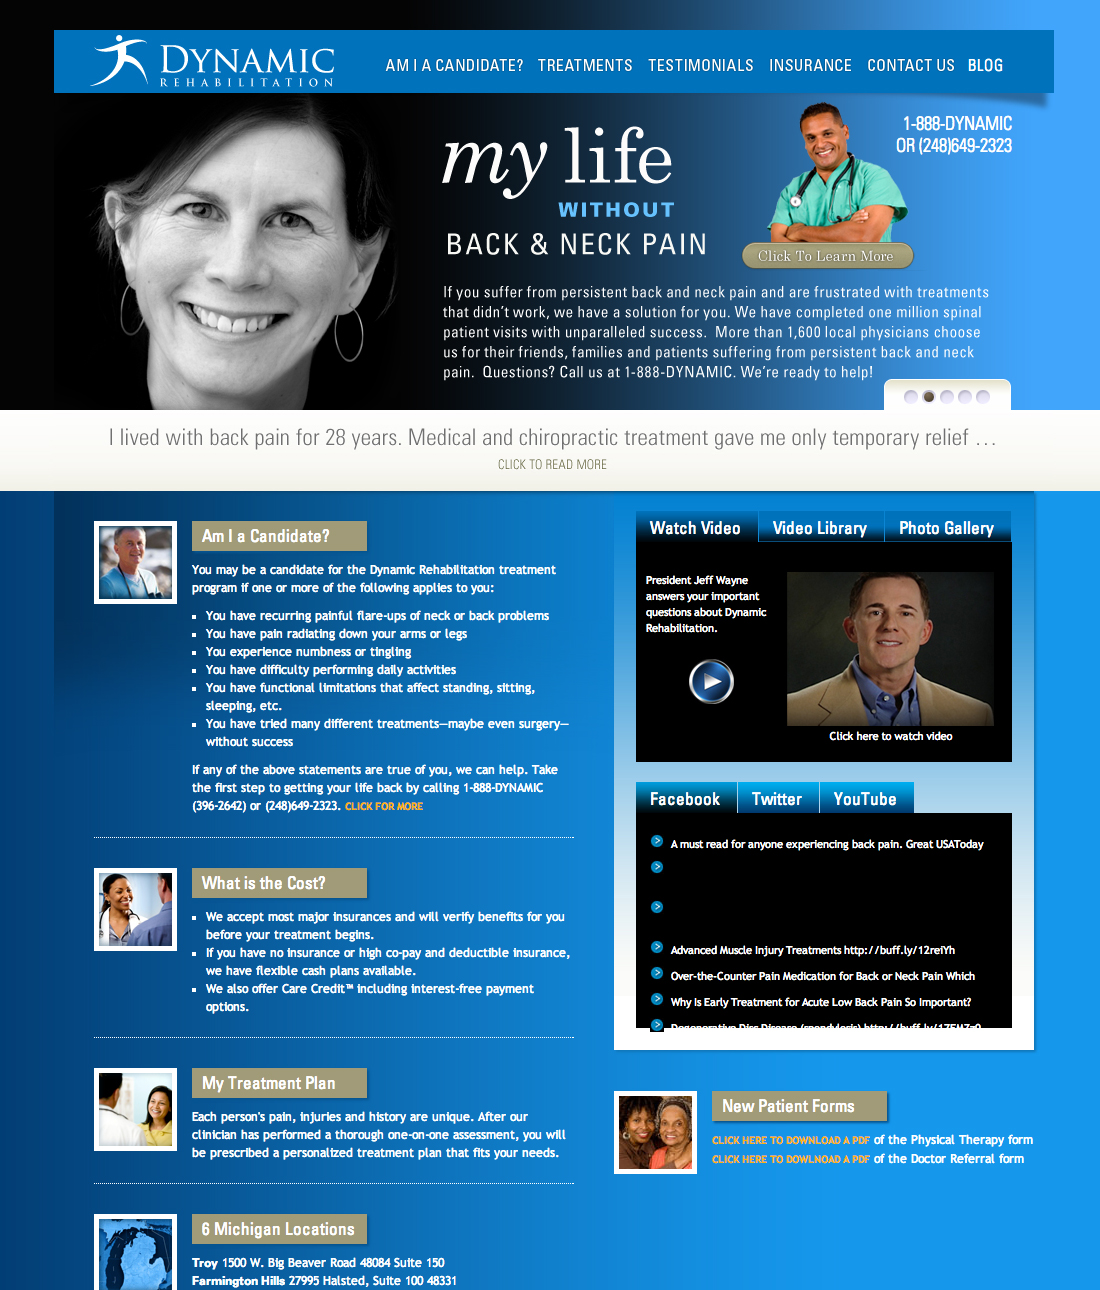 DYNAMIC
REHABILITATION
AM I A CANDIDATE? TREATMENTS TESTIMONIALS INSURANCE CONTACT US BLOG
my life
WITHOUT
BACK & NECK PAIN
1-888-DYNAMIC
OR (248)649-2323
Click To Learn More
If you suffer from persistent back and neck pain and are frustrated with treatments
that didn't work, we have a solution for you. We have completed one million spinal
patient visits with unparalleled success. More than 1,600 local physicians choose
us for their friends, families and patients suffering from persistent back and neck
pain. Questions? Call us at 1-888-DYNAMIC. We're ready to help!
I lived with back pain for 28 years. Medical and chiropractic treatment gave me only temporary relief ...
CLICK TO READ MORE
Am I a Candidate?
You may be a candidate for the Dynamic Rehabilitation treatment
program if one or more of the following applies to you:
You have recurring painful flare-ups of neck or back problems
You have pain radiating down your arms or legs
You experience numbness or tingling
You have difficulty performing daily activities
You have functional limitations that affect standing, sitting,
sleeping, etc.
You have tried many different treatments—maybe even surgery—
without success
If any of the above statements are true of you, we can help. Take
the first step to getting your life back by calling 1-888-DYNAMIC
(396-2642) or (248)649-2323. CLICK FOR MORE
What is the Cost?
We accept most major insurances and will verify benefits for you
before your treatment begins.
If you have no insurance or high co-pay and deductible insurance,
we have flexible cash plans available.
We also offer Care Credit™ including interest-free payment
options.
My Treatment Plan
Each person's pain, injuries and history are unique. After our
clinician has performed a thorough one-on-one assessment, you will
be prescribed a personalized treatment plan that fits your needs.
6 Michigan Locations
Troy 1500 W. Big Beaver Road 48084 Suite 150
Farmington Hills 27995 Halsted, Suite 100 48331
Watch Video Video Library Photo Gallery
President Jeff Wayne
answers your important
questions about Dynamic
Rehabilitation.
Click here to watch video
Facebook Twitter YouTube
A must read for anyone experiencing back pain. Great USAToday
Advanced Muscle Injury Treatments http://buff.ly/12reiYh
Over-the-Counter Pain Medication for Back or Neck Pain Which
Why Is Early Treatment for Acute Low Back Pain So Important?
Degenerative Disc Disease (spondylosis)
New Patient Forms
CLICK HERE TO DOWNLOAD A PDF of the Physical Therapy form
CLICK HERE TO DOWLNOAD A PDF of the Doctor Referral form